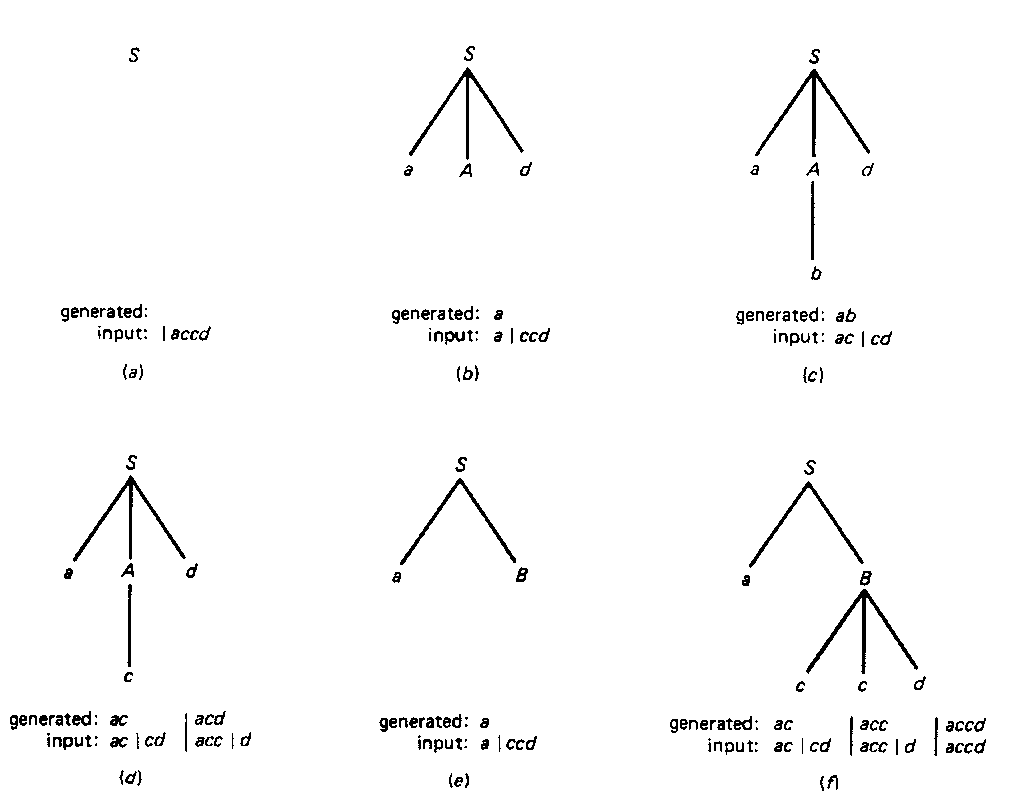 S
S
S
a A d
a A d
b
generated:
input: |accd
(a)
generated: a
input: a | ccd
(b)
generated: ab
input: ac | cd
(c)
S
S
S
a A d
a B
a B
c
c c d
generated: ac | acd
input: ac | cd | acc | d
(d)
generated: a
input: a | ccd
(e)
generated: ac | acc | accd
input: ac | cd | acc | d | accd
(f)